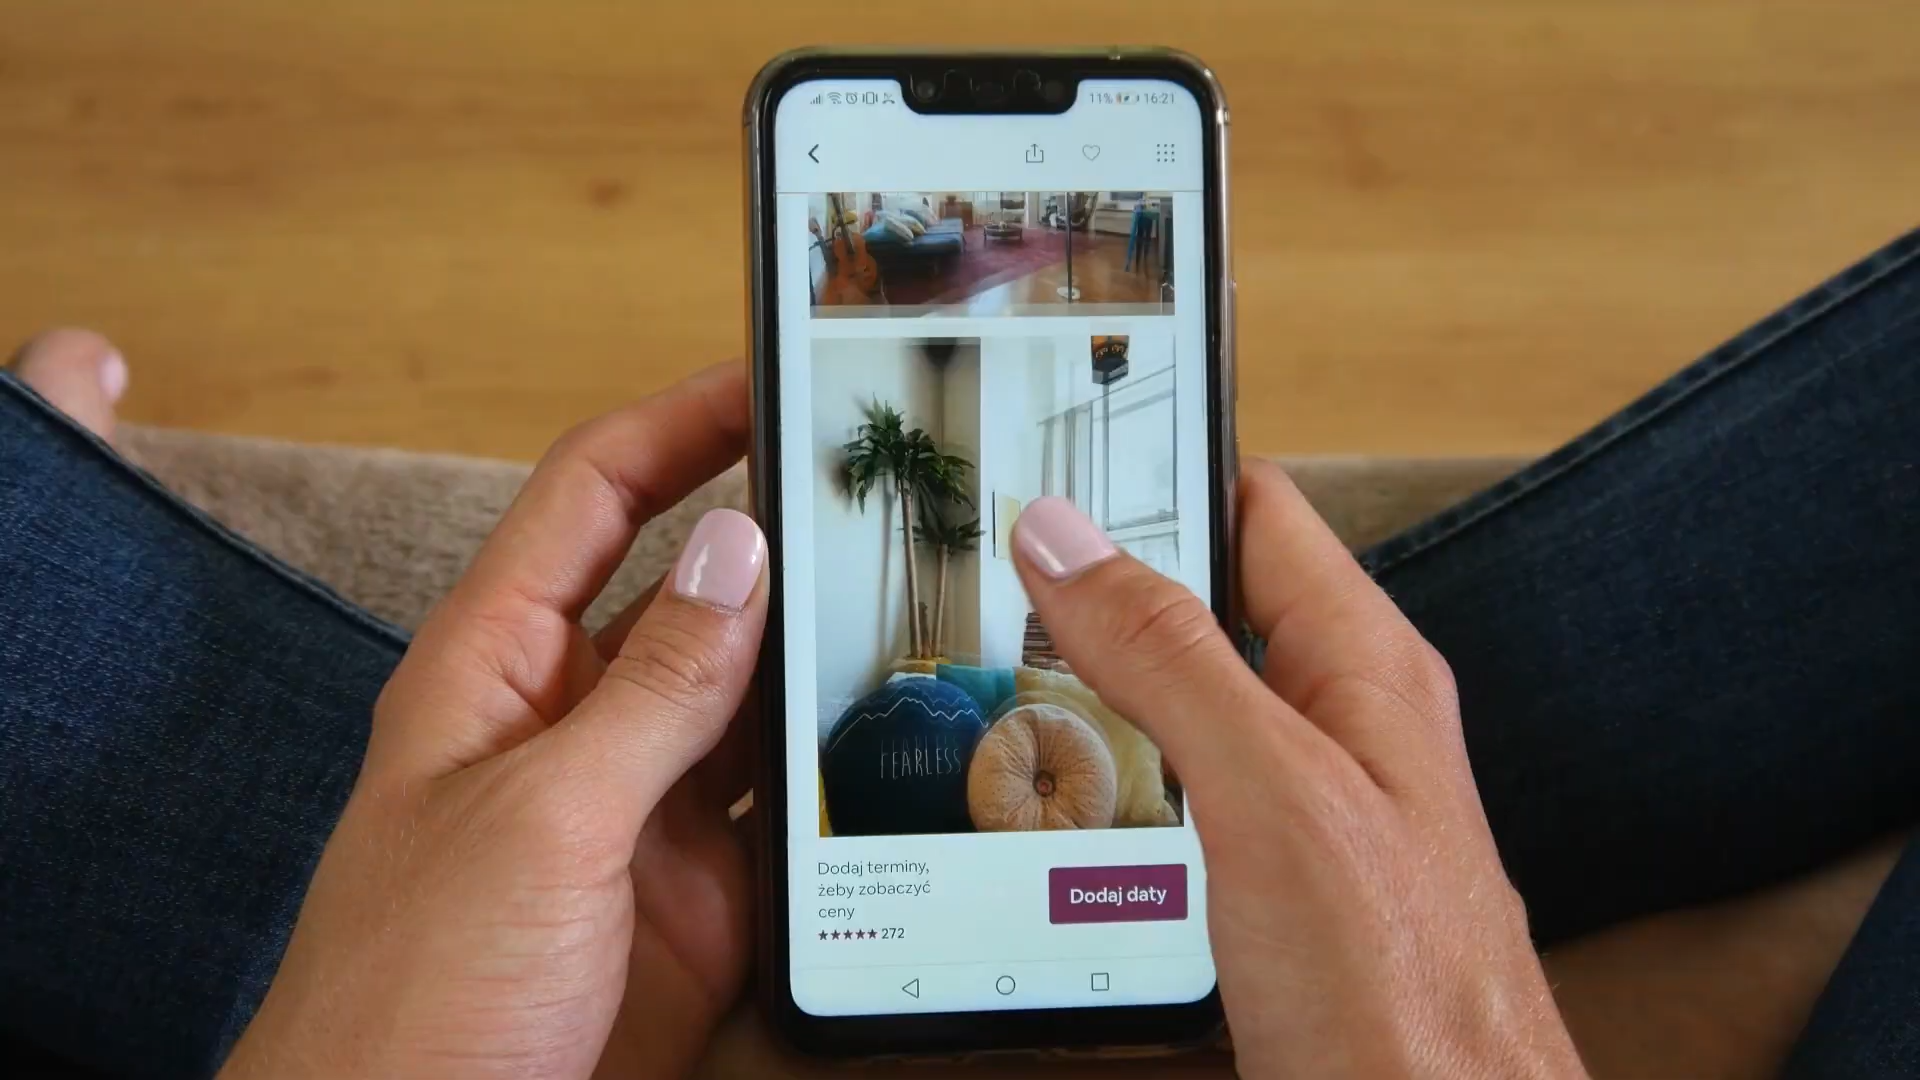 11% 16:21
FEARLESS
Dodaj terminy,
żeby zobaczyć
ceny
Dodaj daty
★★★★★ 272